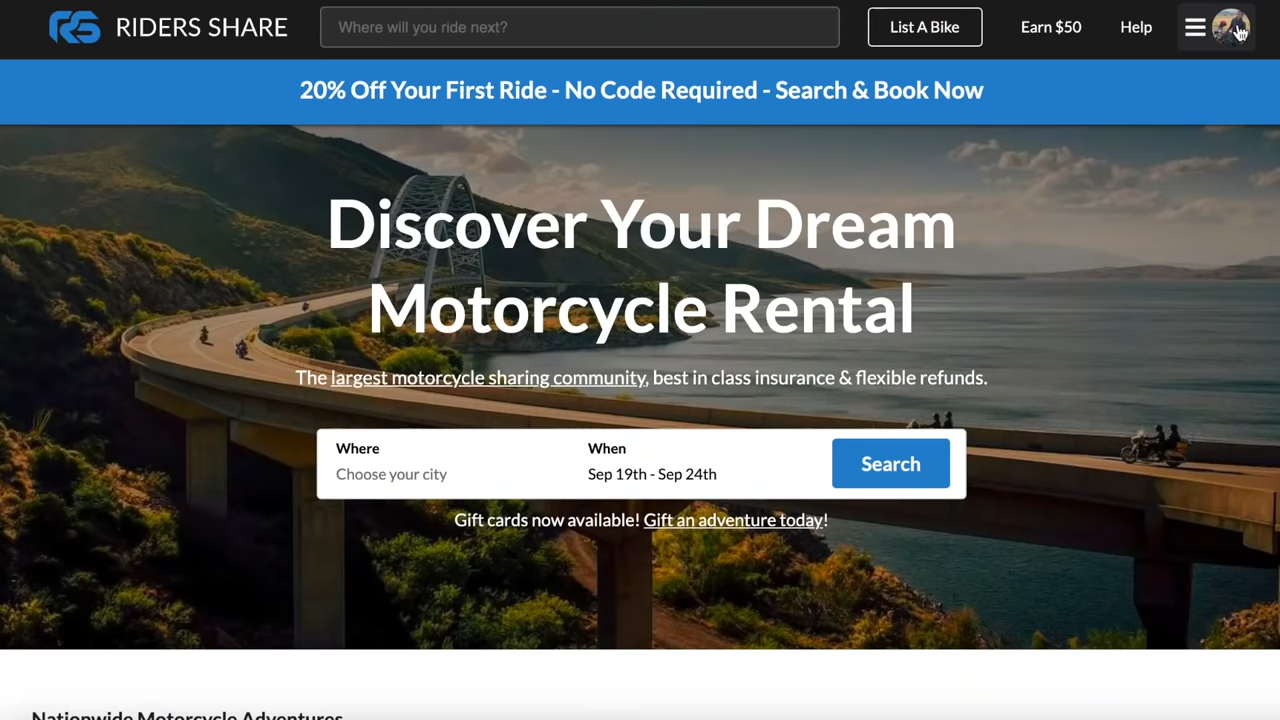 RIDERS SHARE
Where will you ride next?
List A Bike
Earn $50
Help
20% Off Your First Ride - No Code Required - Search & Book Now
Discover Your Dream
Motorcycle Rental
The largest motorcycle sharing community, best in class insurance & flexible refunds.
Where
When
Choose your city
Sep 19th - Sep 24th
Search
Gift cards now available! Gift an adventure today!
Nationwide Motorcycle Adventures